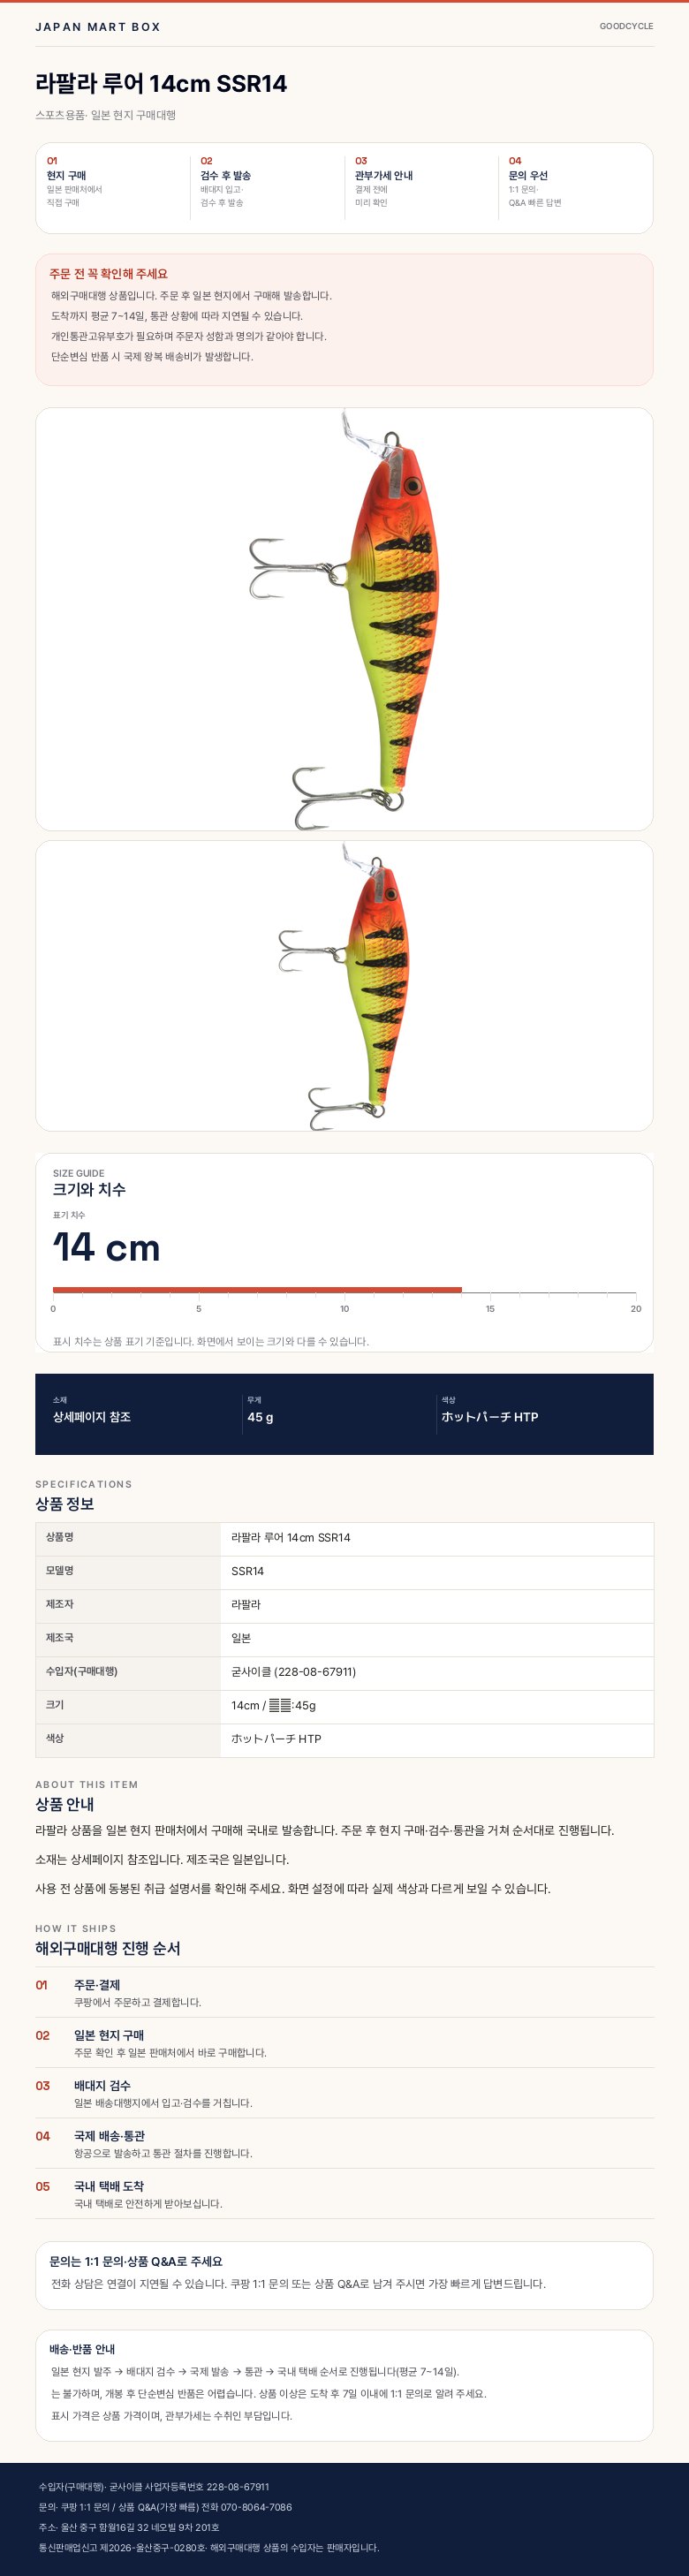 JAPAN MART BOX
GOODCYCLE
라팔라 루어 14cm SSR14
스포츠용품· 일본 현지 구매대행
01
현지 구매
일본 판매처에서
직접 구매
02
검수 후 발송
배대지 입고·
검수 후 발송
03
관부가세 안내
결제 전에
미리 확인
04
문의 우선
1:1 문의·
Q&A 빠른 답변
주문 전 꼭 확인해 주세요
해외구매대행 상품입니다. 주문 후 일본 현지에서 구매해 발송합니다.
도착까지 평균 7~14일, 통관 상황에 따라 지연될 수 있습니다.
개인통관고유부호가 필요하며 주문자 성함과 명의가 같아야 합니다.
단순변심 반품 시 국제 왕복 배송비가 발생합니다.
SIZE GUIDE
크기와 치수
표기 치수
14 cm
0 5 10 15 20
표시 치수는 상품 표기 기준입니다. 화면에서 보이는 크기와 다를 수 있습니다.
소재
상세페이지 참조
무게
45 g
색상
ホットパーチ HTP
SPECIFICATIONS
상품 정보
상품명 라팔라 루어 14cm SSR14
모델명 SSR14
제조자 라팔라
제조국 일본
수입자(구매대행) 굳사이클 (228-08-67911)
크기 14cm / :45g
색상 ホットパーチ HTP
ABOUT THIS ITEM
상품 안내
라팔라 상품을 일본 현지 판매처에서 구매해 국내로 발송합니다. 주문 후 현지 구매·검수·통관을 거쳐 순서대로 진행됩니다.
소재는 상세페이지 참조입니다. 제조국은 일본입니다.
사용 전 상품에 동봉된 취급 설명서를 확인해 주세요. 화면 설정에 따라 실제 색상과 다르게 보일 수 있습니다.
HOW IT SHIPS
해외구매대행 진행 순서
01 주문·결제
쿠팡에서 주문하고 결제합니다.
02 일본 현지 구매
주문 확인 후 일본 판매처에서 바로 구매합니다.
03 배대지 검수
일본 배송대행지에서 입고·검수를 거칩니다.
04 국제 배송·통관
항공으로 발송하고 통관 절차를 진행합니다.
05 국내 택배 도착
국내 택배로 안전하게 받아보십니다.
문의는 1:1 문의·상품 Q&A로 주세요
전화 상담은 연결이 지연될 수 있습니다. 쿠팡 1:1 문의 또는 상품 Q&A로 남겨 주시면 가장 빠르게 답변드립니다.
배송·반품 안내
일본 현지 발주 → 배대지 검수 → 국제 발송 → 통관 → 국내 택배 순서로 진행됩니다(평균 7~14일).
는 불가하며, 개봉 후 단순변심 반품은 어렵습니다. 상품 이상은 도착 후 7일 이내에 1:1 문의로 알려 주세요.
표시 가격은 상품 가격이며, 관부가세는 수취인 부담입니다.
수입자(구매대행)· 굳사이클 사업자등록번호 228-08-67911
문의· 쿠팡 1:1 문의 / 상품 Q&A(가장 빠름) 전화 070-8064-7086
주소· 울산 중구 함월16길 32 네오빌 9차 201호
통신판매업신고 제2026-울산중구-0280호· 해외구매대행 상품의 수입자는 판매자입니다.